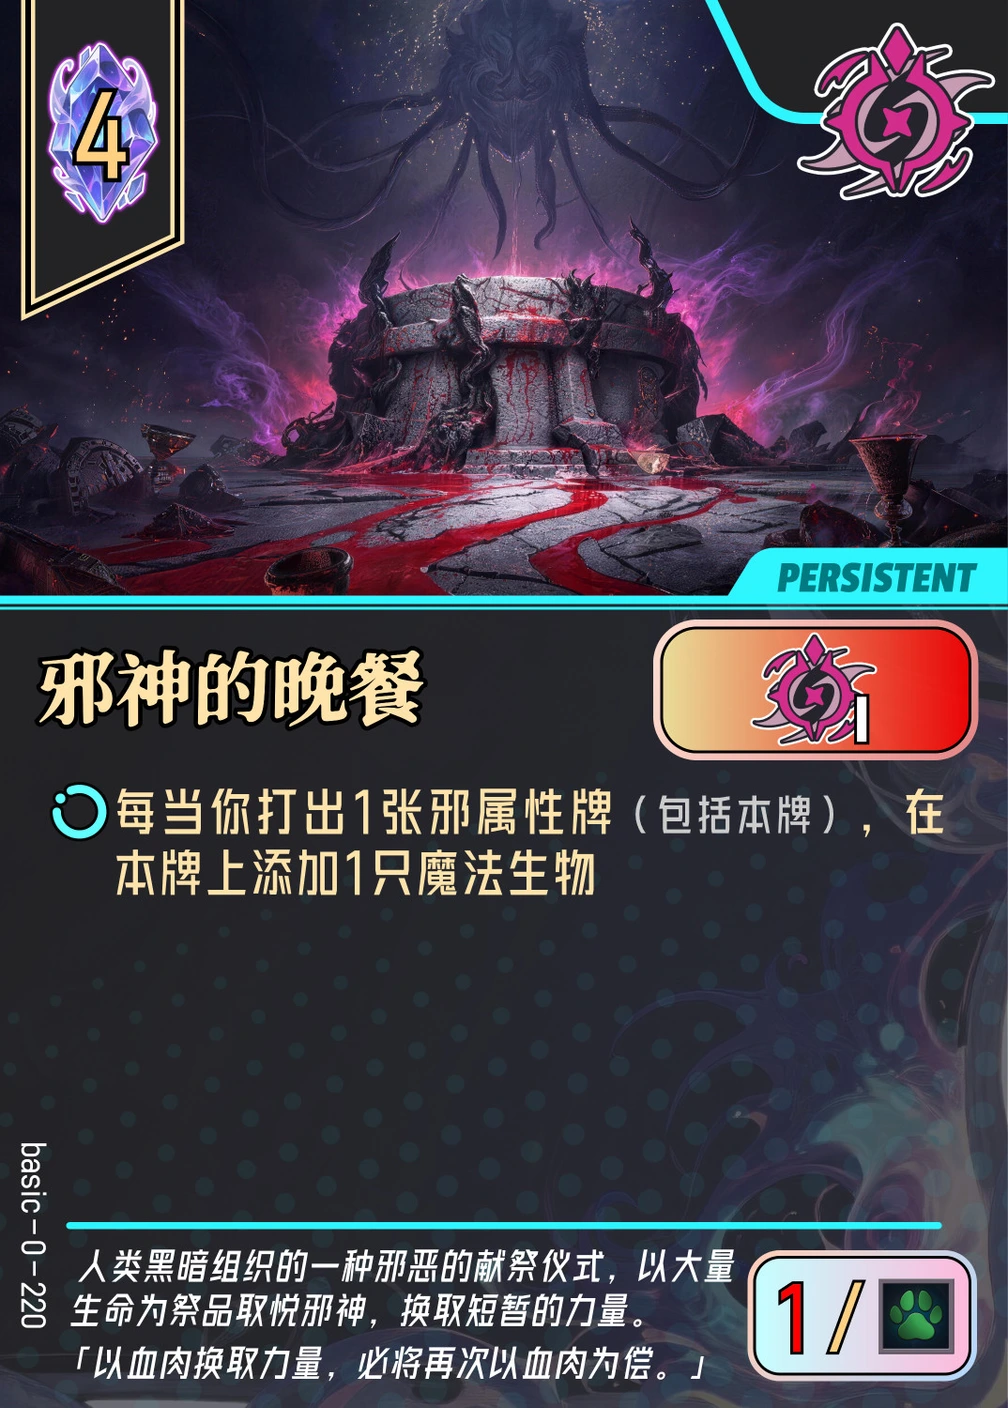 4
PERSISTENT
邪神的晚餐
每当你打出1张邪属性牌（包括本牌），在
本牌上添加1只魔法生物
basic-0-220
人类黑暗组织的一种邪恶的献祭仪式，以大量
生命为祭品取悦邪神，换取短暂的力量。
「以血肉换取力量，必将再次以血肉为偿。」
1/